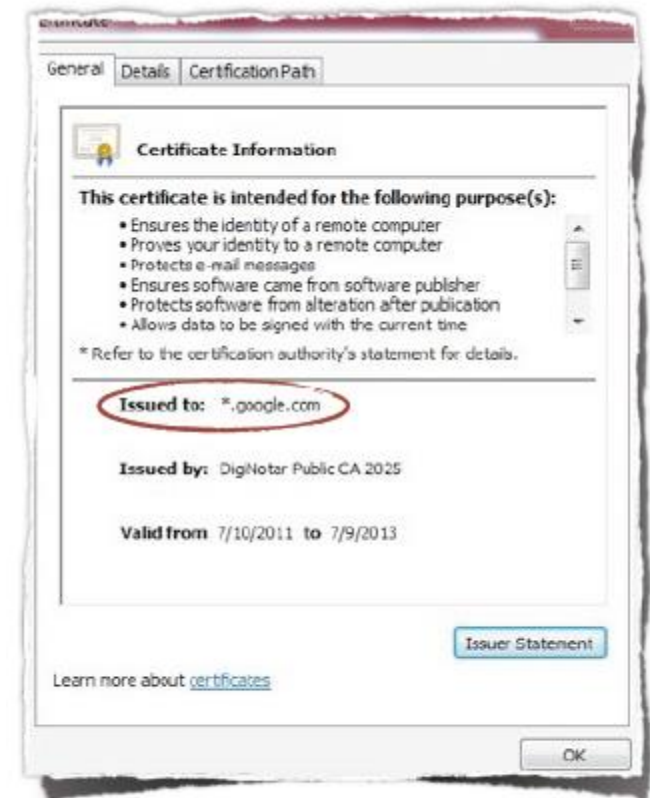 General Details Certification Path
Certificate Information
This certificate is intended for the following purpose(s):
• Ensures the identity of a remote computer
• Proves your identity to a remote computer
• Protects e-mail messages
• Ensures software came from software publisher
• Protects software from alteration after publication
• Allows data to be signed with the current time
* Refer to the certification authority's statement for details.
Issued to: *.google.com
Issued by: DigiNotar Public CA 2025
Valid from 7/10/2011 to 7/9/2013
Issuer Statement
Learn more about certificates
OK